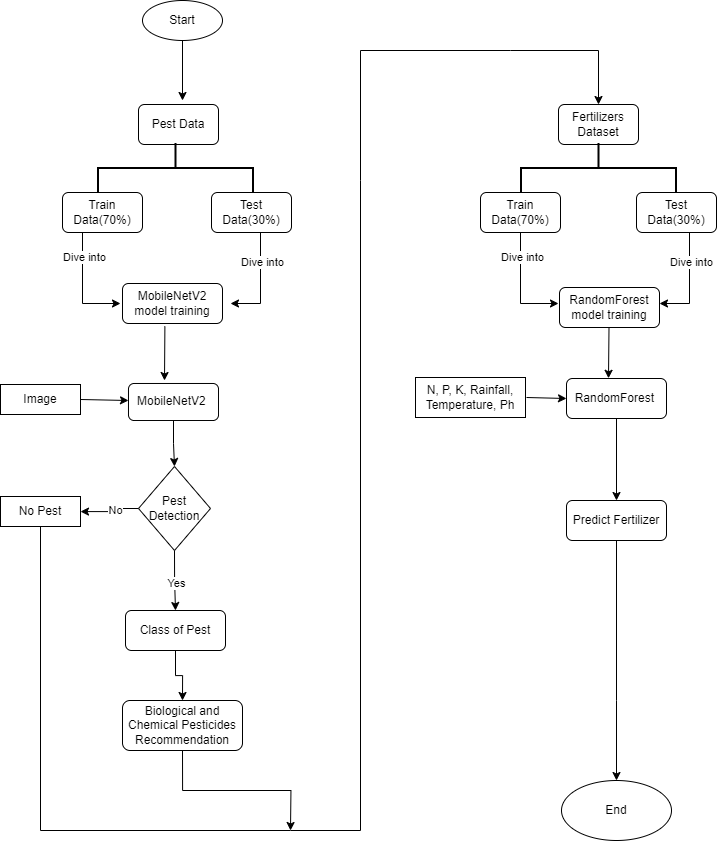 Start
Pest Data
Train
Data(70%)
Test
Data(30%)
Dive into
Dive into
MobileNetV2
model training
Image
MobileNetV2
Pest
Detection
No
No Pest
Yes
Class of Pest
Biological and
Chemical Pesticides
Recommendation
Fertilizers
Dataset
Train
Data(70%)
Test
Data(30%)
Dive into
Dive into
RandomForest
model training
N, P, K, Rainfall,
Temperature, Ph
RandomForest
Predict Fertilizer
End